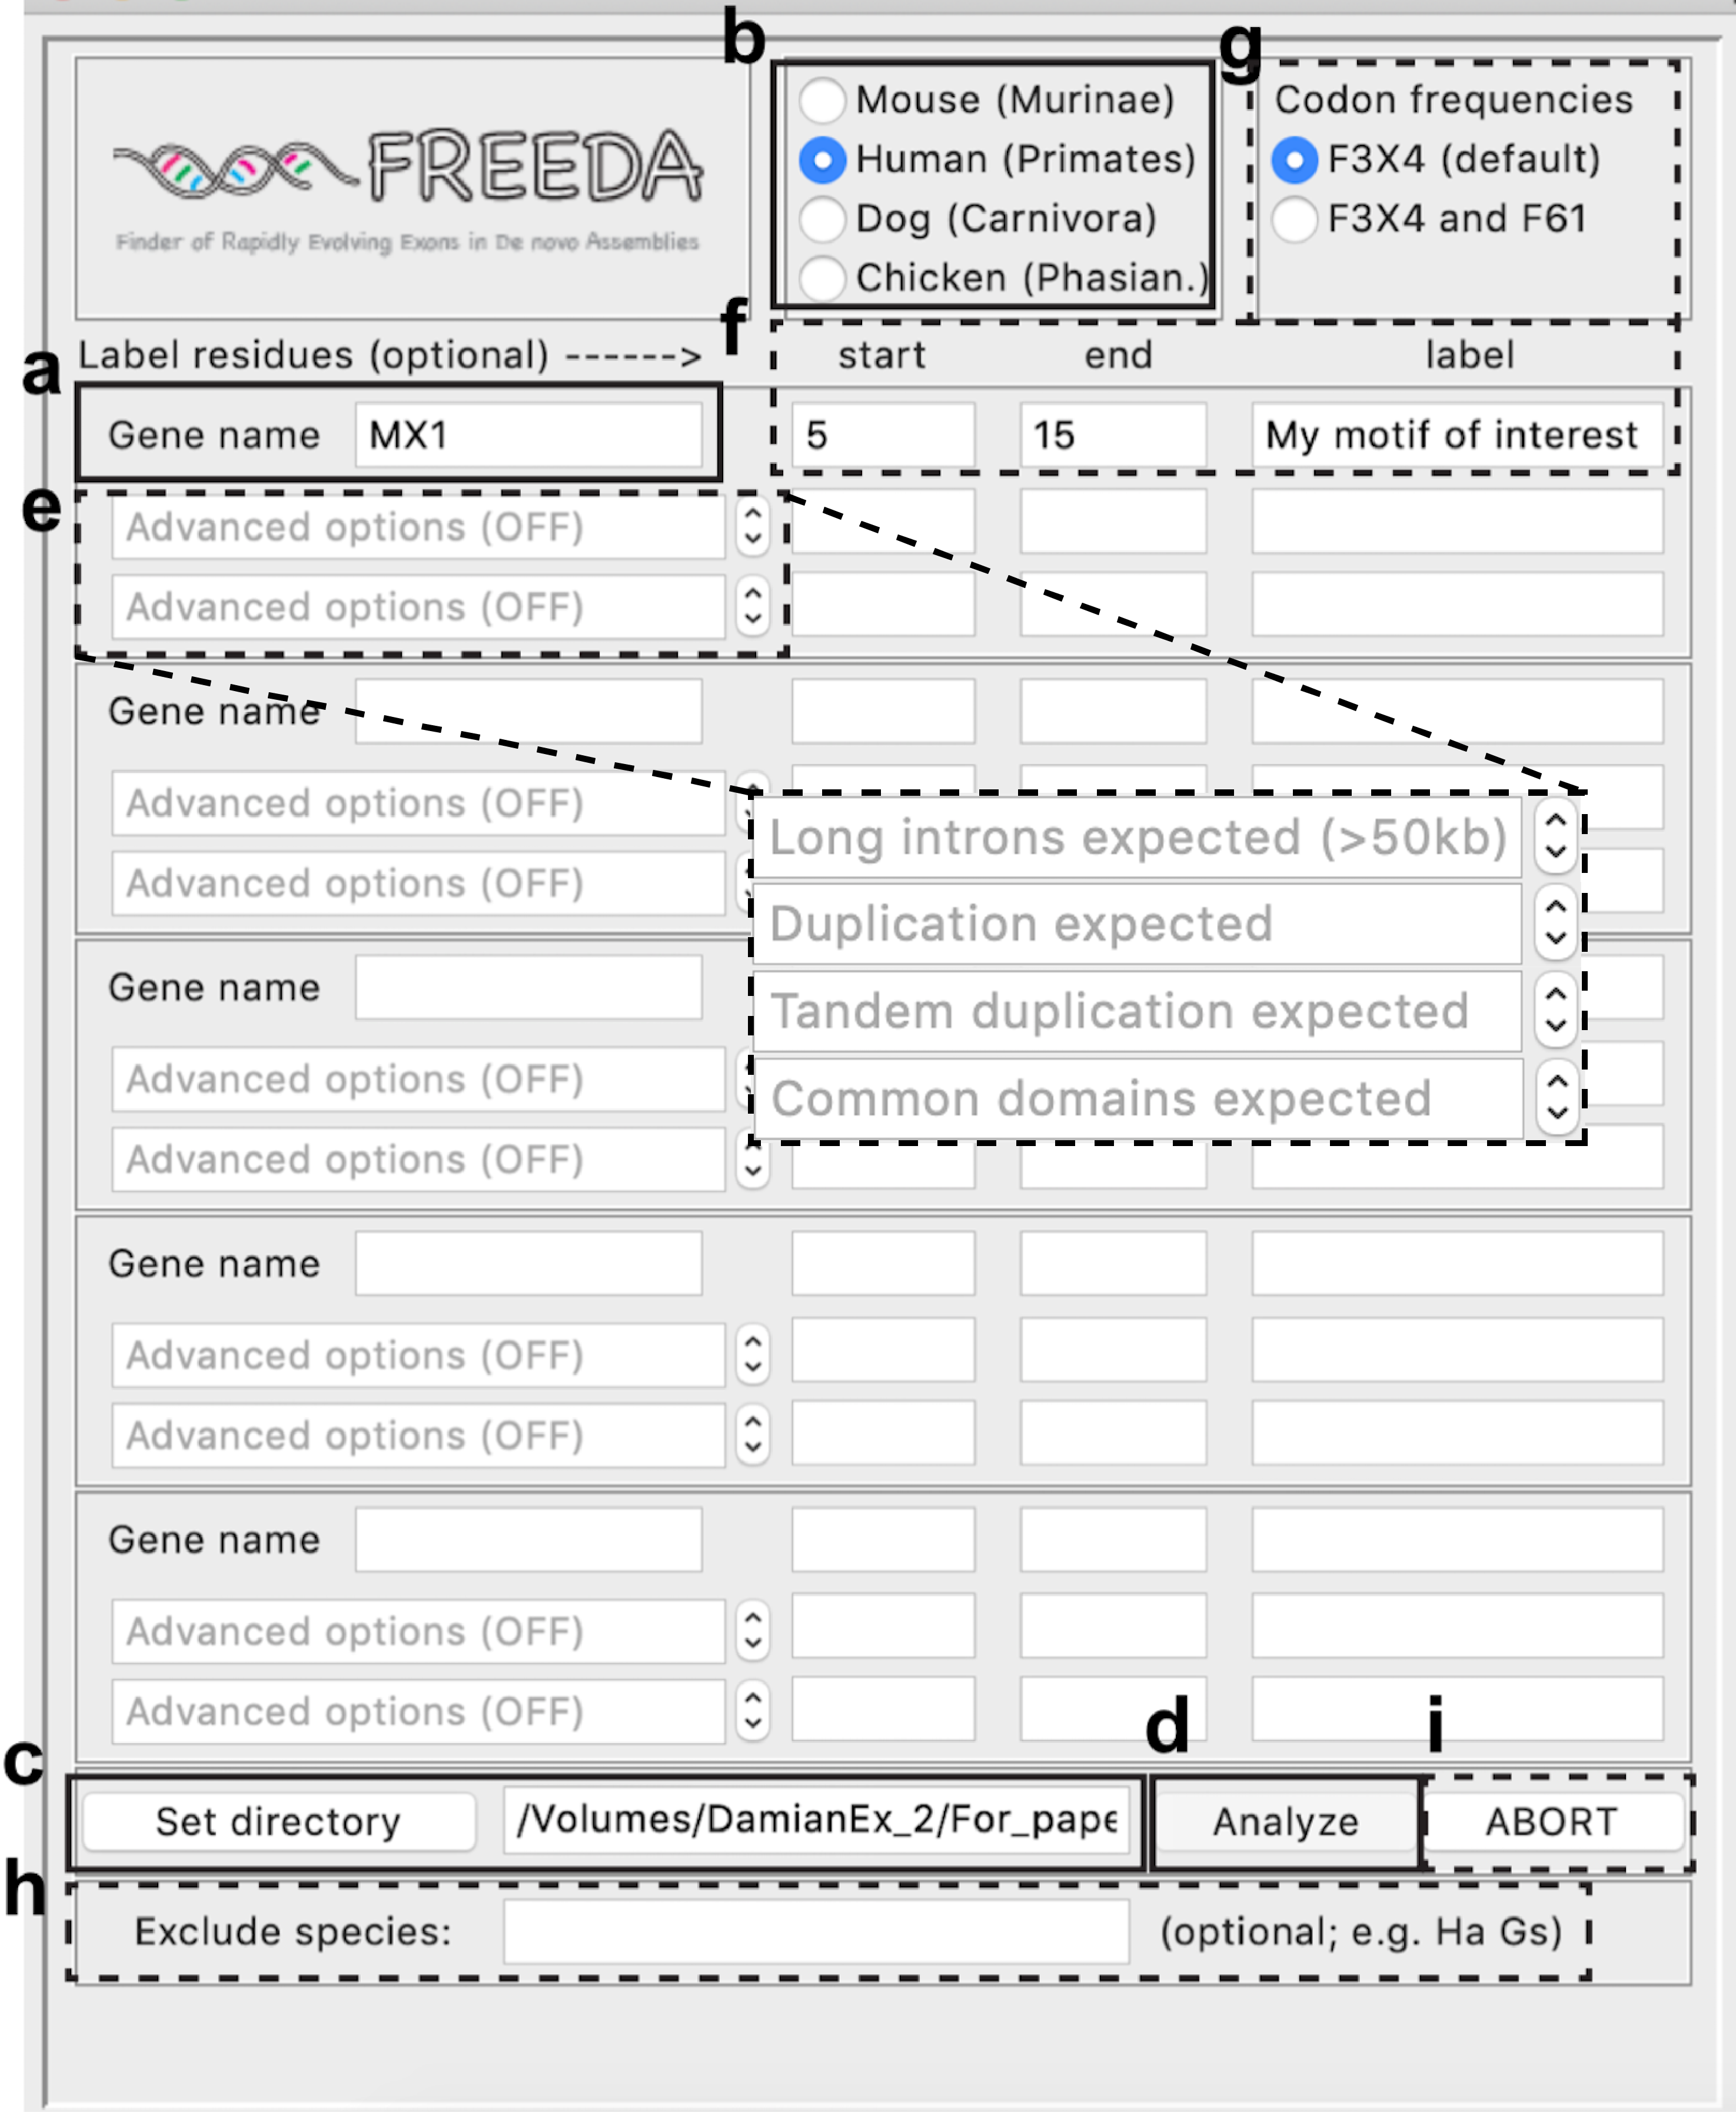 b
g
Mouse (Murinae)
Codon frequencies
Human (Primates)
F3X4 (default)
Dog (Carnivora)
F3X4 and F61
Chicken (Phasian.)
FREEDA
Finder of Rapidly Evolving Exons in De novo Assemblies
f
a
Label residues (optional) ------>
start
end
label
Gene name
MX1
5
15
My motif of interest
e
Advanced options (OFF)
Advanced options (OFF)
Gene name
Advanced options (OFF)
Advanced options (OFF)
Long introns expected (>50kb)
Duplication expected
Tandem duplication expected
Common domains expected
Gene name
Advanced options (OFF)
Advanced options (OFF)
Gene name
Advanced options (OFF)
Advanced options (OFF)
Gene name
Advanced options (OFF)
Advanced options (OFF)
c
d
i
Set directory
/Volumes/DamianEx_2/For_pape
Analyze
ABORT
h
Exclude species:
(optional; e.g. Ha Gs)